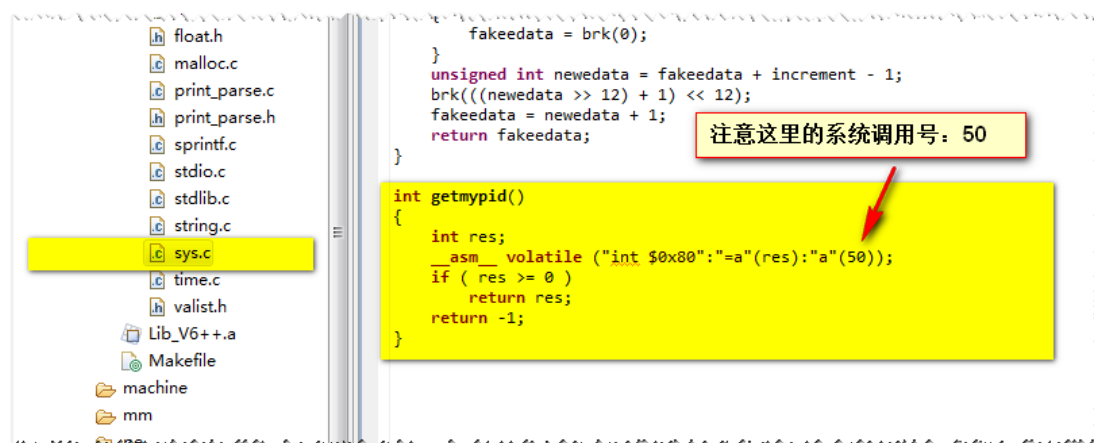 float.h
malloc.c
print_parse.c
print_parse.h
sprintf.c
stdio.c
stdlib.c
string.c
sys.c
time.c
valist.h
Lib_V6++.a
Makefile
machine
mm
{
fakeedata = brk(0);
}
unsigned int newedata = fakeedata + increment - 1;
brk(((newedata >> 12) + 1) << 12);
fakeedata = newedata + 1;
return fakeedata;
}
注意这里的系统调用号：50
int getmypid()
{
int res;
__asm__ volatile ("int $0x80":"=a"(res):"a"(50));
if ( res >= 0 )
return res;
return -1;
}